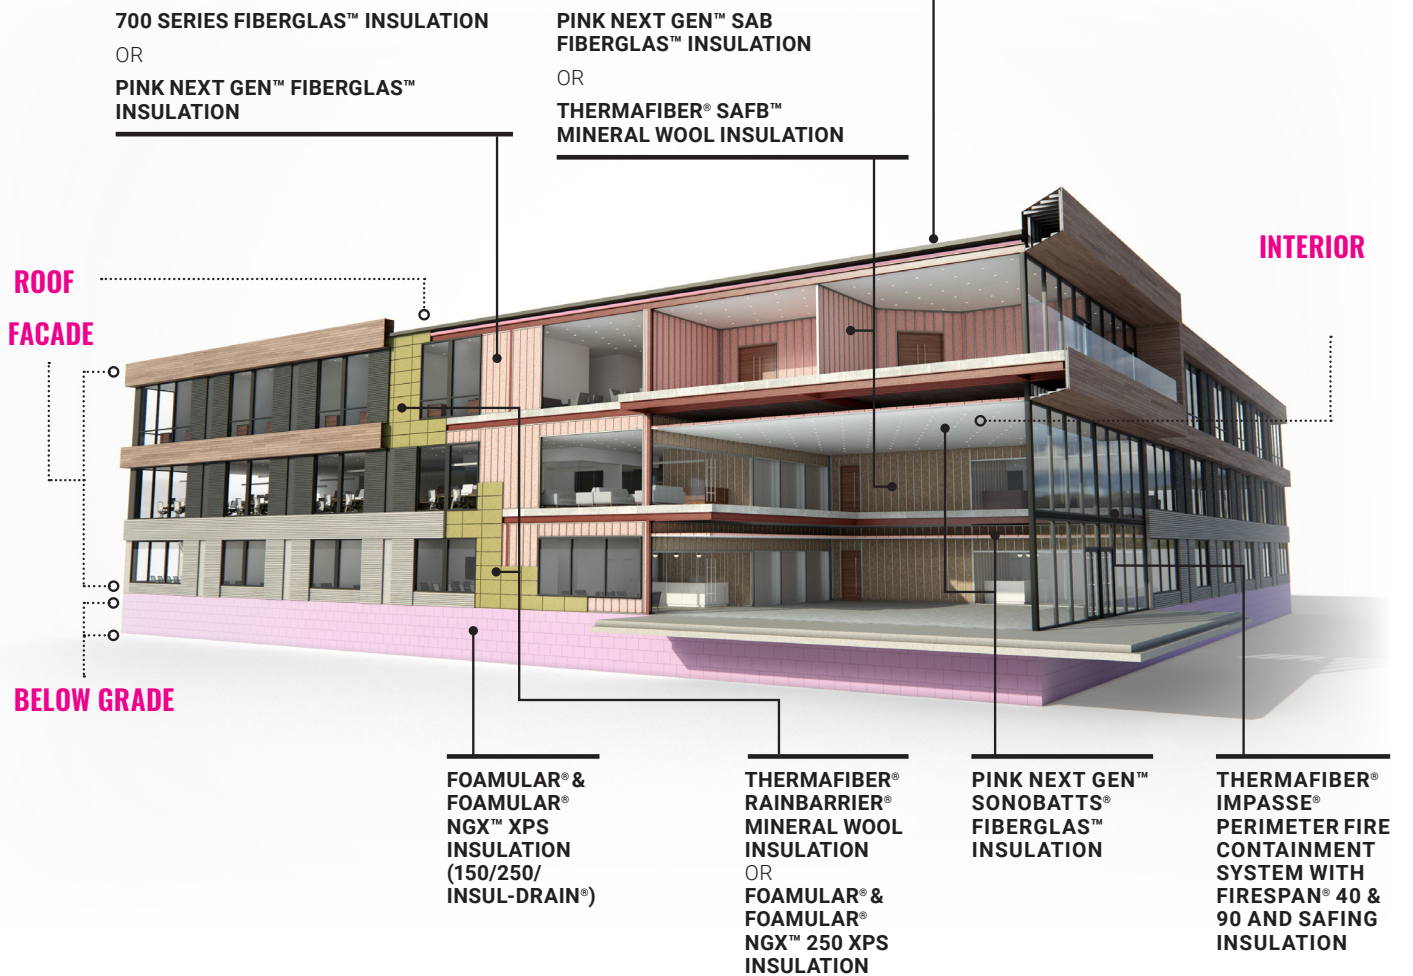 700 SERIES FIBERGLAS™ INSULATION
OR
PINK NEXT GEN™ FIBERGLAS™
INSULATION
PINK NEXT GEN™ SAB
FIBERGLAS™ INSULATION
OR
THERMAFIBER® SAFB™
MINERAL WOOL INSULATION
INTERIOR
ROOF
FACADE
BELOW GRADE
FOAMULAR® &
FOAMULAR®
NGX™ XPS
INSULATION
(150/250/
INSUL-DRAIN®)
THERMAFIBER®
RAINBARRIER®
MINERAL WOOL
INSULATION
OR
FOAMULAR® &
FOAMULAR®
NGX™ 250 XPS
INSULATION
PINK NEXT GEN™
SONOBATTS®
FIBERGLAS™
INSULATION
THERMAFIBER®
IMPASSE®
PERIMETER FIRE
CONTAINMENT
SYSTEM WITH
FIRESPAN® 40 &
90 AND SAFING
INSULATION